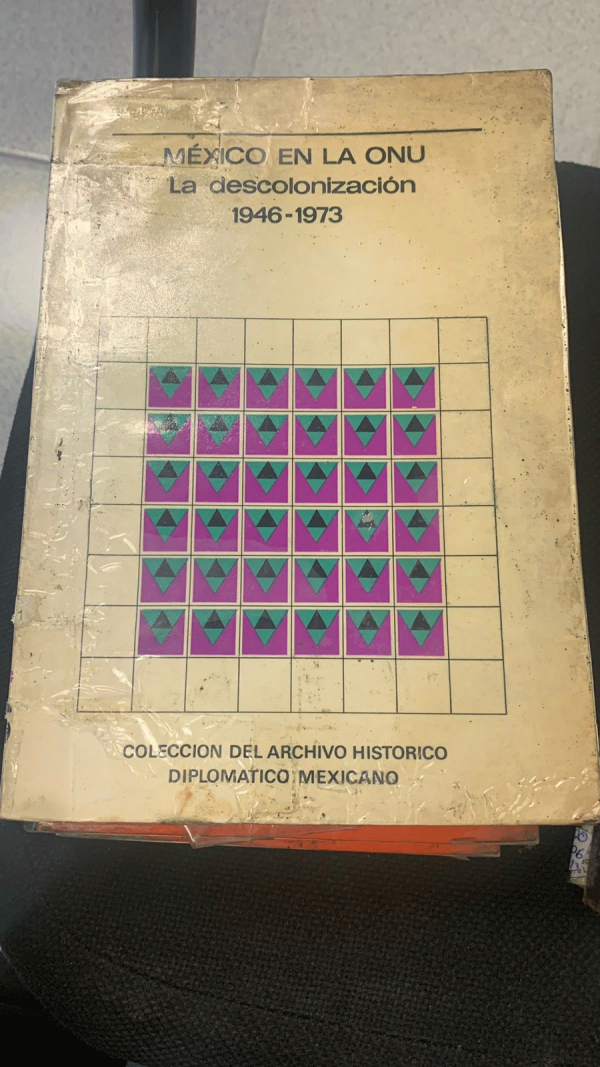 MÉXICO EN LA ONU
La descolonización
1946-1973
COLECCION DEL ARCHIVO HISTORICO
DIPLOMATICO MEXICANO